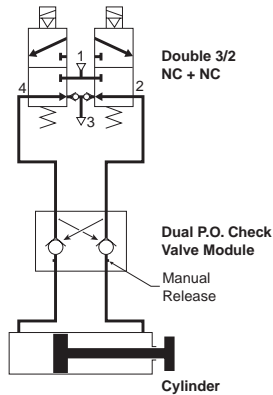 Double 3/2
NC + NC
1
4
2
3
Dual P.O. Check
Valve Module
Manual
Release
Cylinder